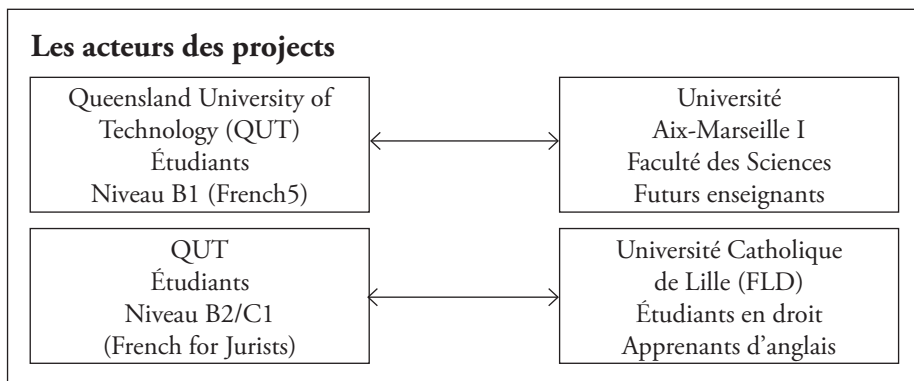 Les acteurs des projects
Queensland University of
Technology (QUT)
Étudiants
Niveau B1 (French5)
Université
Aix-Marseille I
Faculté des Sciences
Futurs enseignants
QUT
Étudiants
Niveau B2/C1
(French for Jurists)
Université Catholique
de Lille (FLD)
Étudiants en droit
Apprenants d'anglais